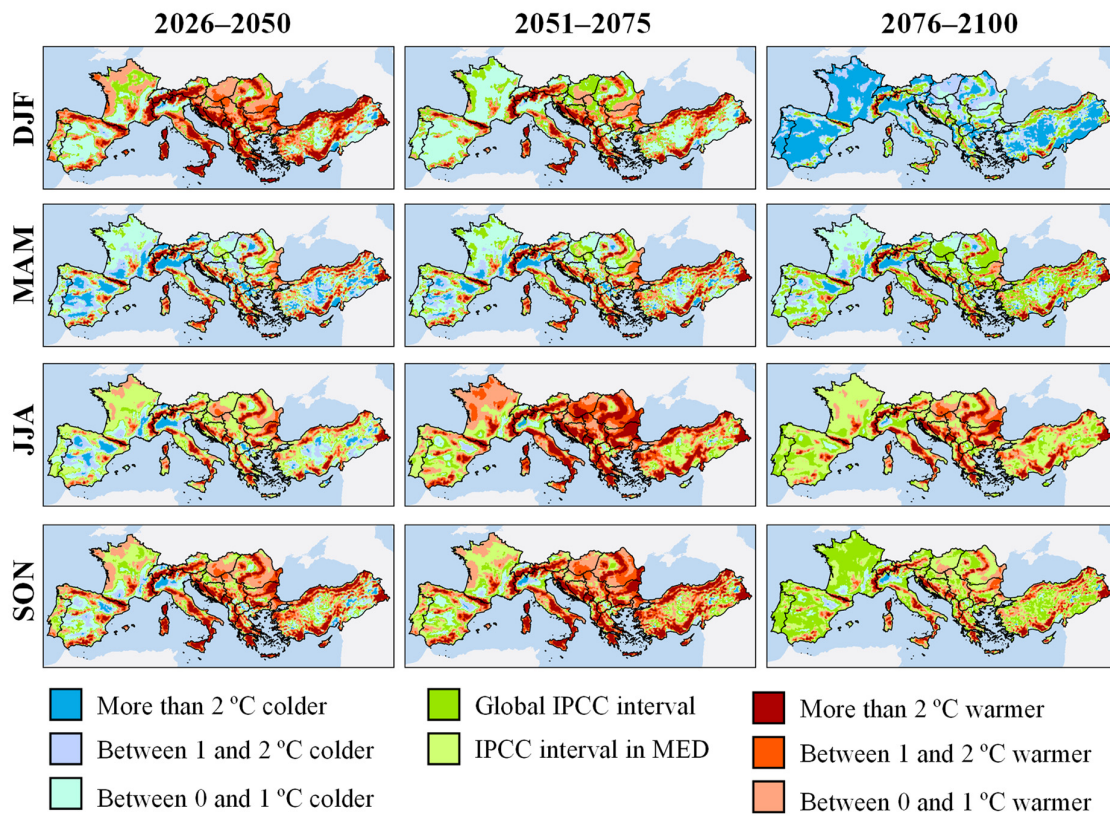 2026–2050
2051–2075
2076–2100
DJF
MAM
JJA
SON
More than 2 ºC colder
Between 1 and 2 ºC colder
Between 0 and 1 ºC colder
Global IPCC interval
IPCC interval in MED
More than 2 ºC warmer
Between 1 and 2 ºC warmer
Between 0 and 1 ºC warmer